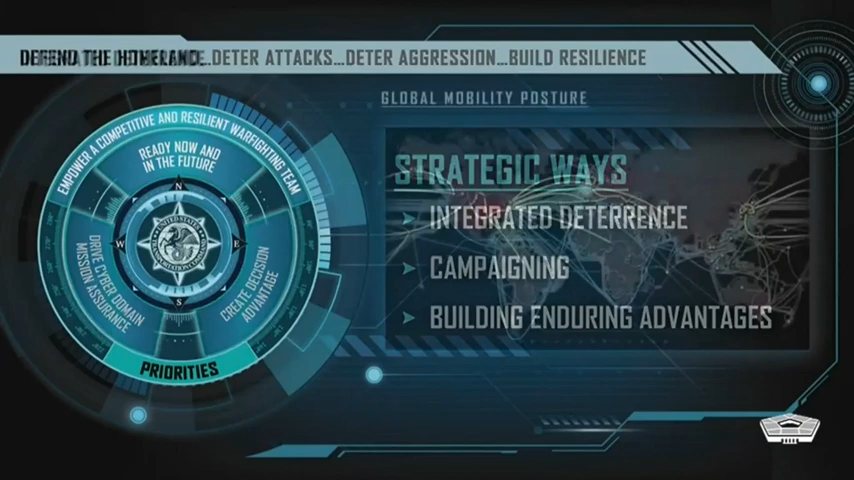 DEFEND THE HOMELAND...DETER ATTACKS...DETER AGGRESSION...BUILD RESILIENCE
GLOBAL MOBILITY POSTURE
EMPOWER A COMPETITIVE AND RESILIENT WARFIGHTING TEAM
READY NOW AND
IN THE FUTURE
N
W
E
S
DRIVE CYBER DOMAIN
MISSION ASSURANCE
CREATE DECISION
ADVANTAGE
PRIORITIES
STRATEGIC WAYS
INTEGRATED DETERRENCE
CAMPAIGNING
BUILDING ENDURING ADVANTAGES